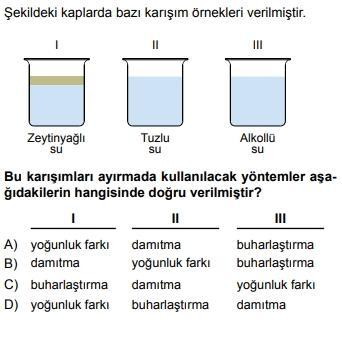 Şekildeki kaplarda bazı karışım örnekleri verilmiştir.
I II III
Zeytinyağlı su Tuzlu su Alkollü su
Bu karışımları ayırmada kullanılacak yöntemler aşa-
ğıdakilerin hangisinde doğru verilmiştir?
I II III
A) yoğunluk farkı damıtma buharlaştırma
B) damıtma yoğunluk farkı buharlaştırma
C) buharlaştırma damıtma yoğunluk farkı
D) yoğunluk farkı buharlaştırma damıtma